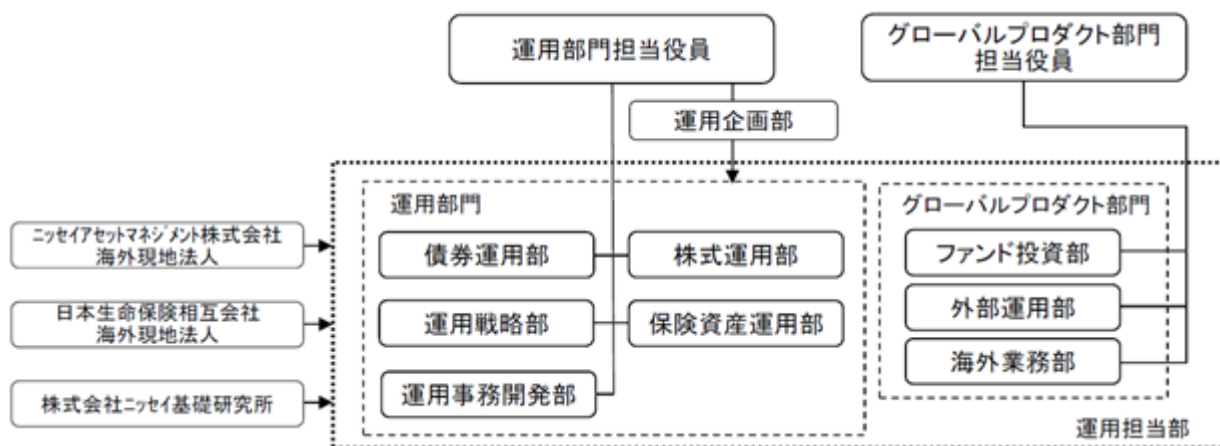 運用部門担当役員
グローバルプロダクト部門
担当役員
運用企画部
運用部門
グローバルプロダクト部門
ニッセイアセットマネジメント株式会社
海外現地法人
債券運用部
株式運用部
ファンド投資部
日本生命保険相互会社
海外現地法人
運用戦略部
保険資産運用部
外部運用部
海外業務部
株式会社ニッセイ基礎研究所
運用事務開発部
運用担当部